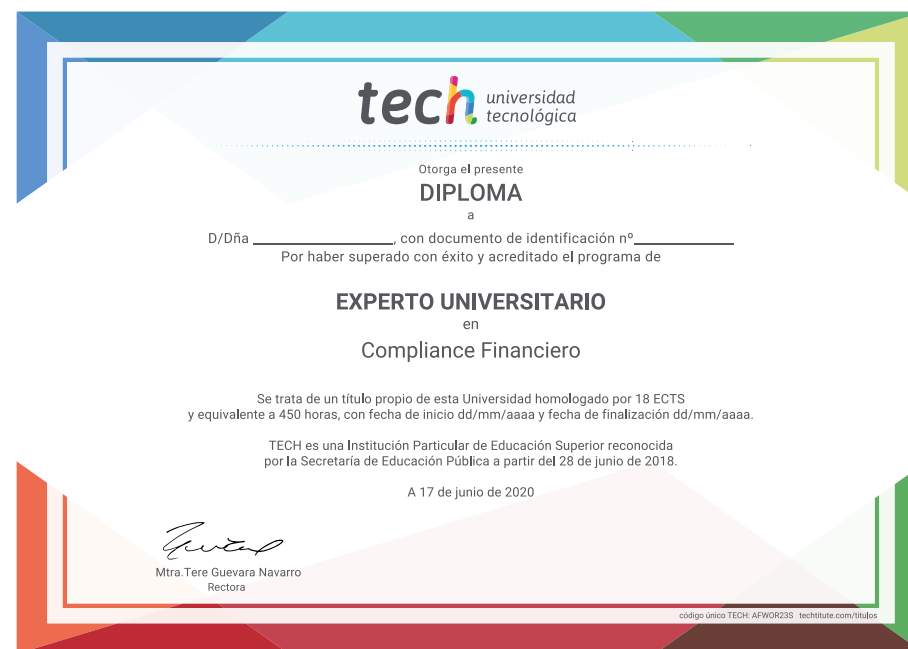 tech universidad
tecnológica
Otorga el presente
DIPLOMA
a
D/Dña ______________, con documento de identificación nº__________
Por haber superado con éxito y acreditado el programa de
EXPERTO UNIVERSITARIO
en
Compliance Financiero
Se trata de un título propio de esta Universidad homologado por 18 ECTS
y equivalente a 450 horas, con fecha de inicio dd/mm/aaaa y fecha de finalización dd/mm/aaaa.
TECH es una Institución Particular de Educación Superior reconocida
por la Secretaría de Educación Pública a partir del 28 de junio de 2018.
A 17 de junio de 2020
Mtra.Tere Guevara Navarro
Rectora
código único TECH: AFWOR23S techtitute.com/titulos